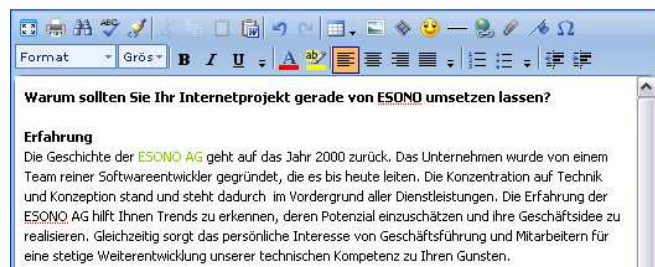 ABC
Ω
Format
Grös
B I U A ab
Warum sollten Sie Ihr Internetprojekt gerade von ESONO umsetzen lassen?
Erfahrung
Die Geschichte der ESONO AG geht auf das Jahr 2000 zurück. Das Unternehmen wurde von einem
Team reiner Softwareentwickler gegründet, die es bis heute leiten. Die Konzentration auf Technik
und Konzeption stand und steht dadurch im Vordergrund aller Dienstleistungen. Die Erfahrung der
ESONO AG hilft Ihnen Trends zu erkennen, deren Potenzial einzuschätzen und ihre Geschäftsidee zu
realisieren. Gleichzeitig sorgt das persönliche Interesse von Geschäftsführung und Mitarbeitern für
eine stetige Weiterentwicklung unserer technischen Kompetenz zu Ihren Gunsten.